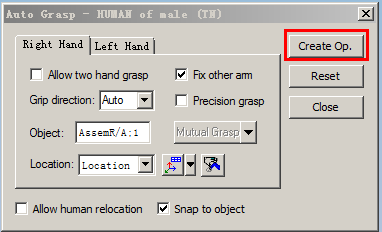 Auto Grasp - HUMAN of male (TN)
Right Hand Left Hand
Create Op.
Allow two hand grasp Fix other arm
Reset
Grip direction: Auto Precision grasp
Close
Object: AssemR/A;1 Mutual Grasp
Location: Location
Allow human relocation Snap to object